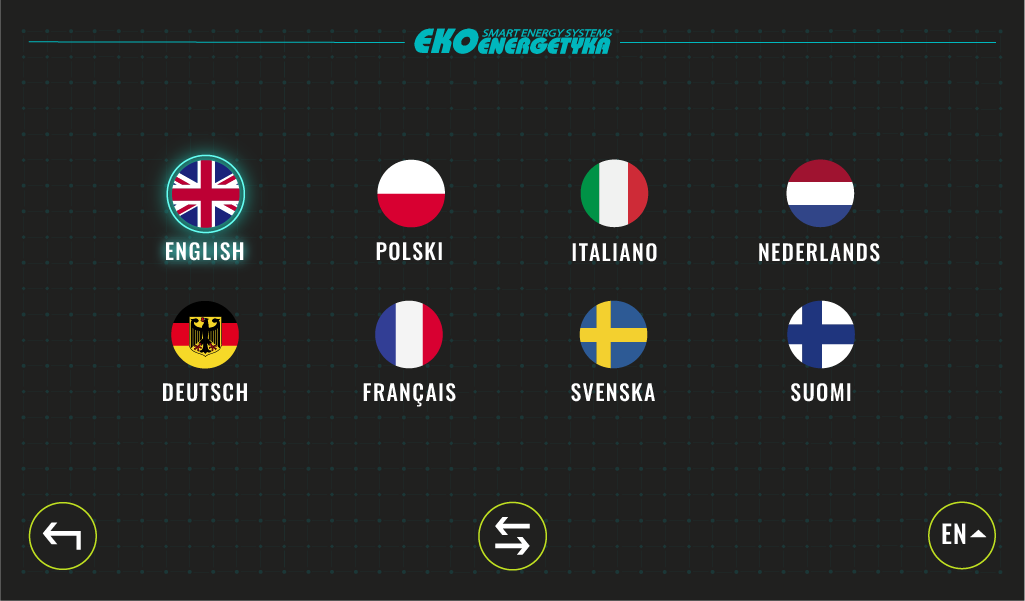 EKO SMART ENERGY SYSTEMS
ENERGETYKA
ENGLISH
POLSKI
ITALIANO
NEDERLANDS
DEUTSCH
FRANÇAIS
SVENSKA
SUOMI
EN